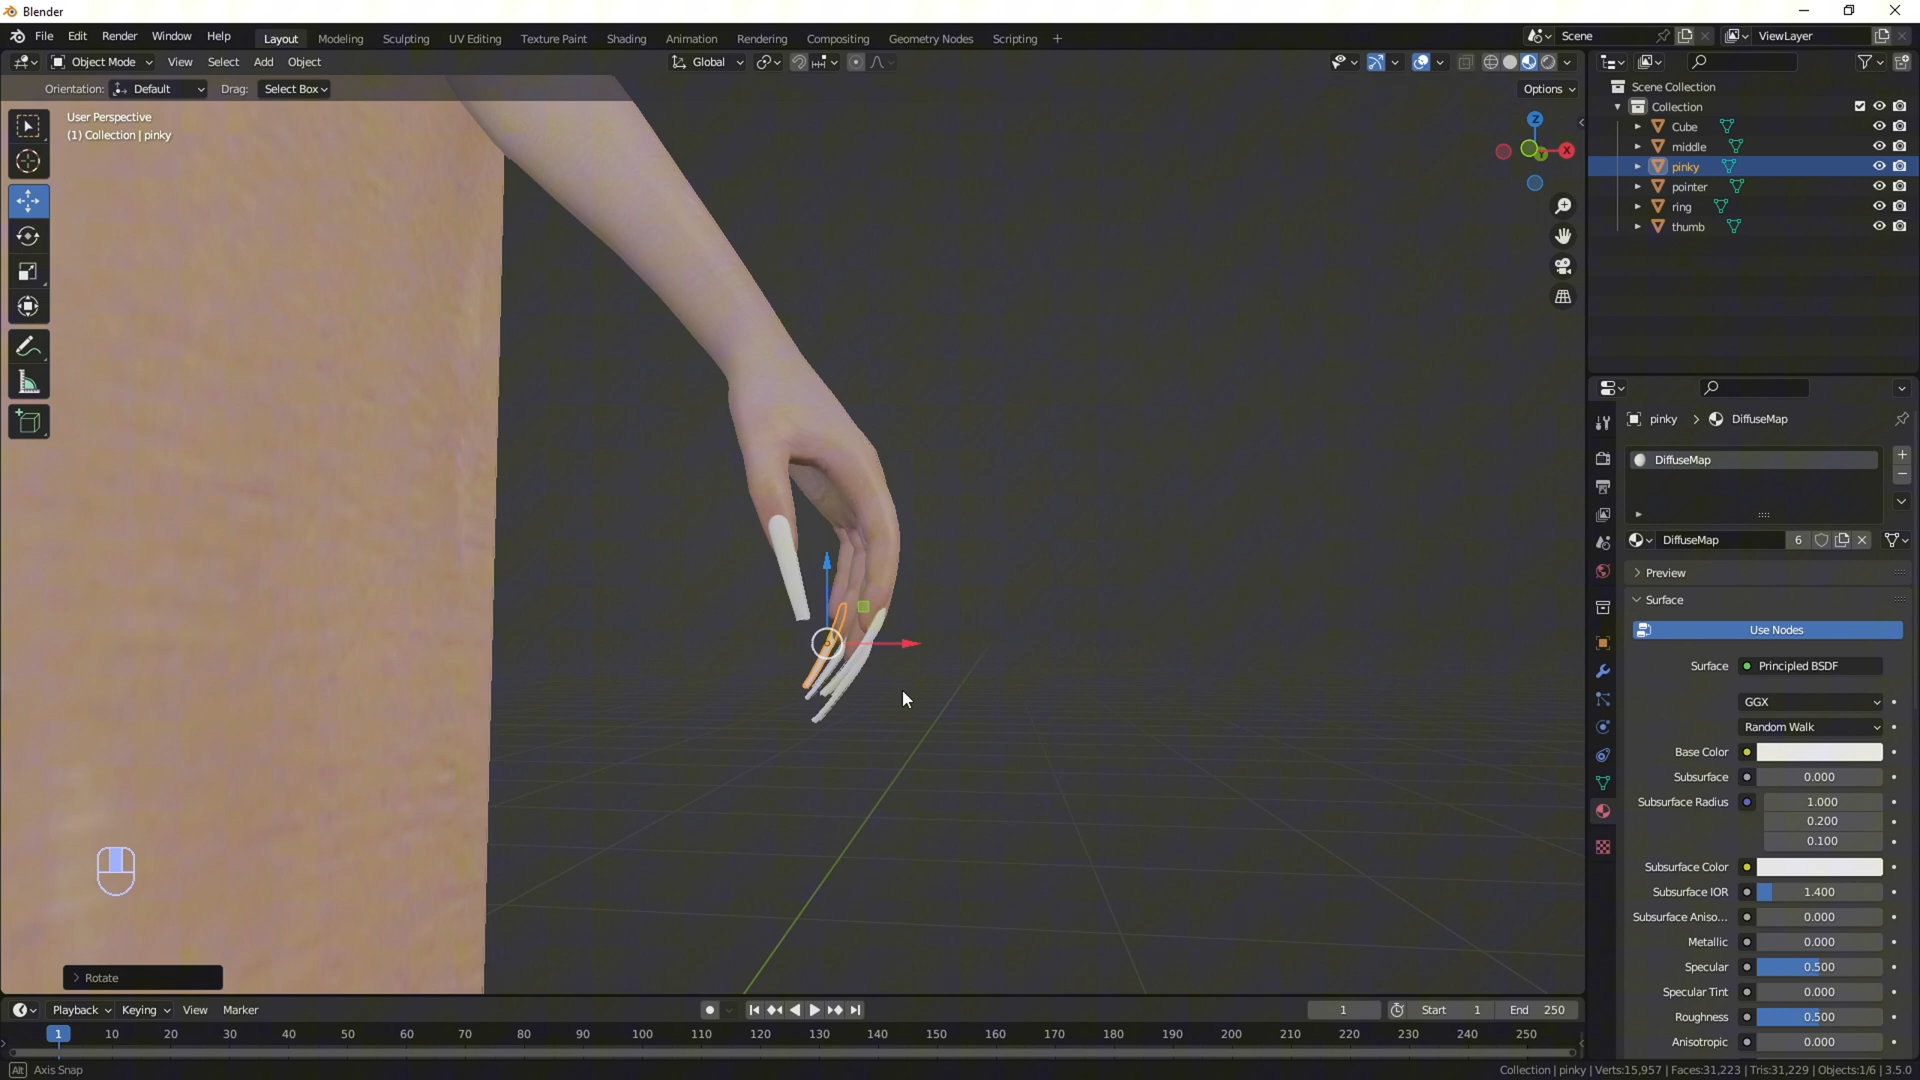 Blender
File Edit Render Window Help Layout Modeling Sculpting UV Editing Texture Paint Shading Animation Rendering Compositing Geometry Nodes Scripting + Scene ViewLayer
Object Mode View Select Add Object Global
Orientation: Default Drag: Select Box Options
User Perspective
(1) Collection | pinky
Z
X
Y
Scene Collection
Collection
Cube
middle
pinky
pointer
ring
thumb
pinky > DiffuseMap
DiffuseMap
DiffuseMap 6
Preview
Surface
Use Nodes
Surface Principled BSDF
GGX
Random Walk
Base Color
Subsurface 0.000
Subsurface Radius 1.000
0.200
0.100
Subsurface Color
Subsurface IOR 1.400
Subsurface Aniso... 0.000
Metallic 0.000
Specular 0.500
Specular Tint 0.000
Roughness 0.500
Anisotropic 0.000
> Rotate
Playback Keying View Marker 1 Start 1 End 250
1 10 20 30 40 50 60 70 80 90 100 110 120 130 140 150 160 170 180 190 200 210 220 230 240 250
Alt Axis Snap Collection | pinky | Verts:15,957 | Faces:31,223 | Tris:31,229 | Objects:1/6 | 3.5.0